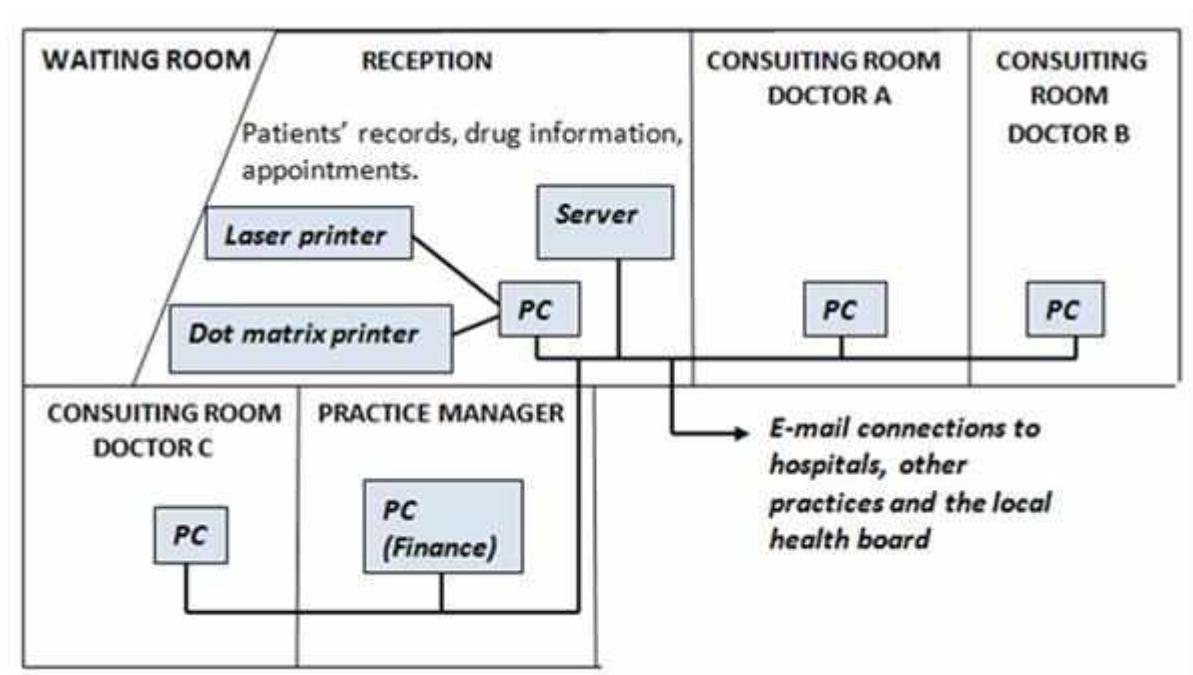 WAITING ROOM
RECEPTION
Patients' records, drug information,
appointments.
Laser printer
Dot matrix printer
Server
PC
CONSUITING ROOM
DOCTOR A
PC
CONSUITING
ROOM
DOCTOR B
PC
CONSUITING ROOM
DOCTOR C
PC
PRACTICE MANAGER
PC
(Finance)
E-mail connections to
hospitals, other
practices and the local
health board